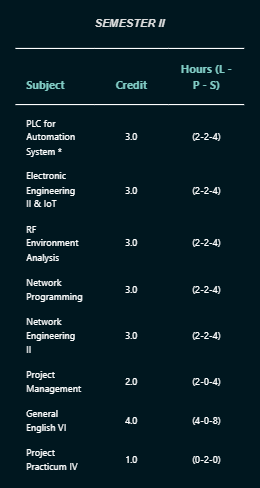 SEMESTER II
Subject Credit Hours (L -
P - S)
PLC for
Automation 3.0 (2-2-4)
System *
Electronic
Engineering 3.0 (2-2-4)
II & IoT
RF
Environment 3.0 (2-2-4)
Analysis
Network 3.0 (2-2-4)
Programming
Network
Engineering 3.0 (2-2-4)
II
Project 2.0 (2-0-4)
Management
General 4.0 (4-0-8)
English VI
Project 1.0 (0-2-0)
Practicum IV